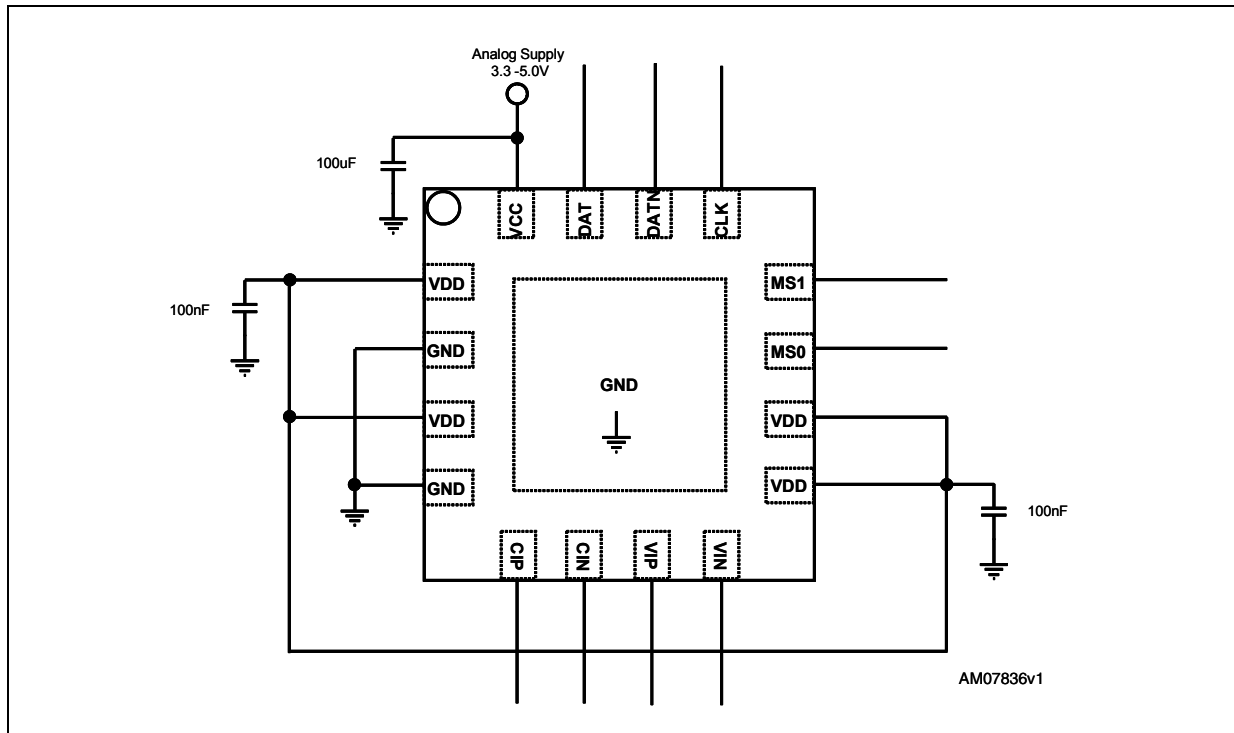 Analog Supply
3.3 -5.0V
100uF
VCC
DAT
DATN
CLK
VDD
MS1
100nF
GND
MS0
GND
VDD
VDD
GND
VDD
100nF
CIP
CIN
VIP
VIN
AM07836v1